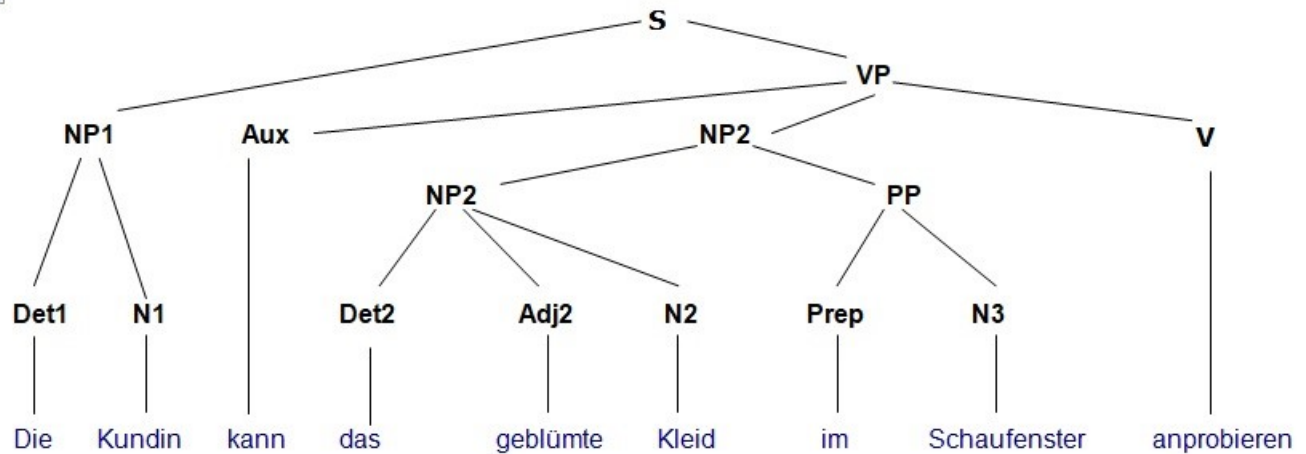 S
VP
NP1 Aux NP2 V
NP2 PP
Det1 N1 Det2 Adj2 N2 Prep N3
Die Kundin kann das geblümte Kleid im Schaufenster anprobieren